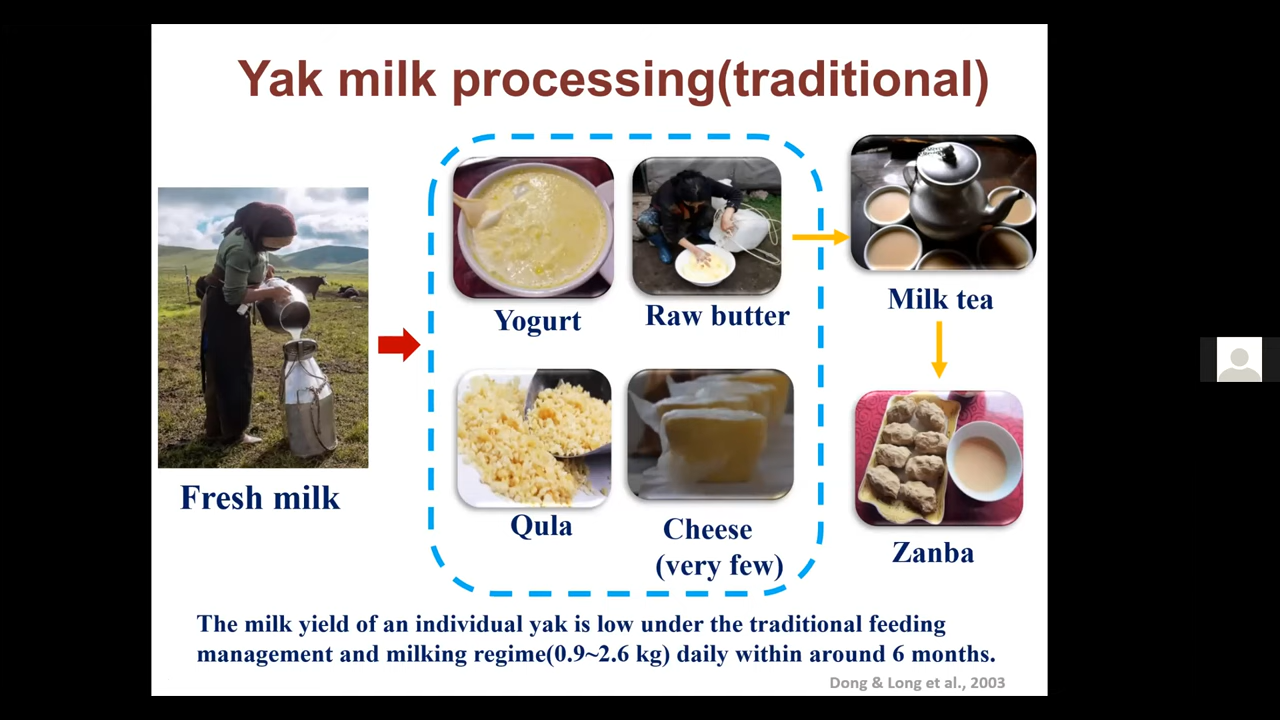 Yak milk processing(traditional)
Fresh milk
Yogurt
Raw butter
Qula
Cheese
(very few)
Milk tea
Zanba
The milk yield of an individual yak is low under the traditional feeding
management and milking regime(0.9~2.6 kg) daily within around 6 months.
Dong & Long et al., 2003